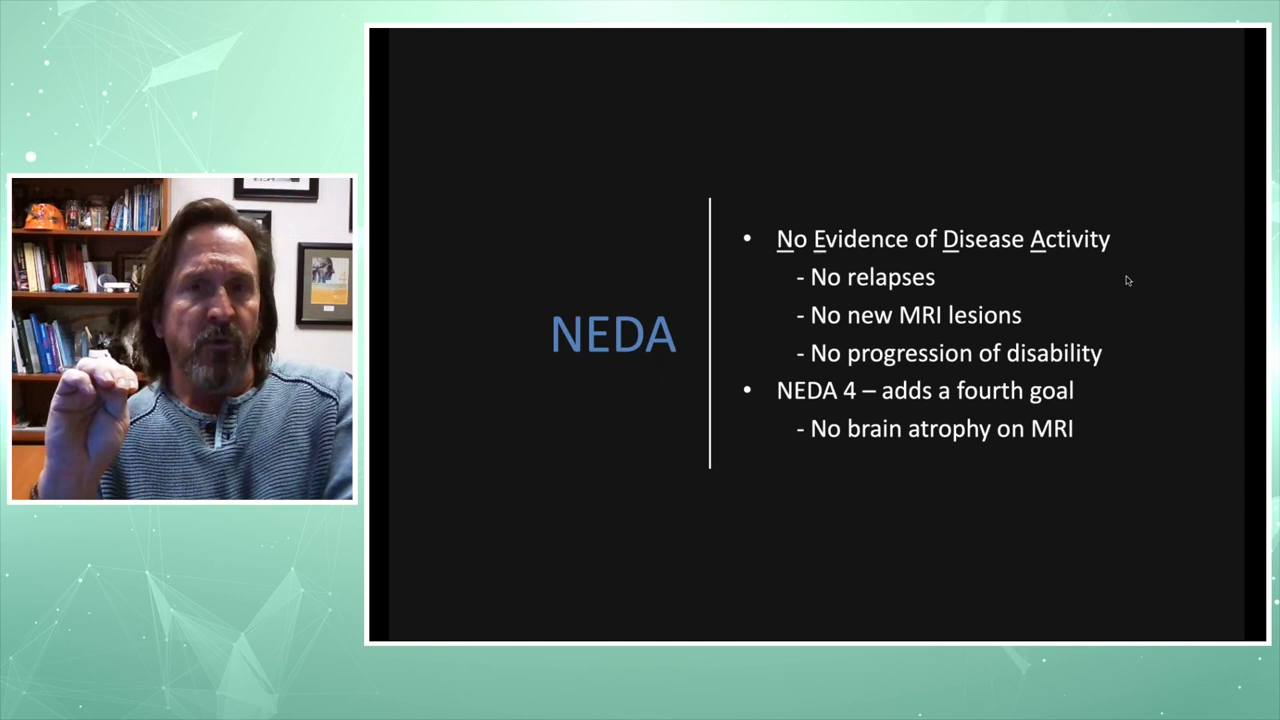 NEDA
• No Evidence of Disease Activity
- No relapses
- No new MRI lesions
- No progression of disability
• NEDA 4 – adds a fourth goal
- No brain atrophy on MRI